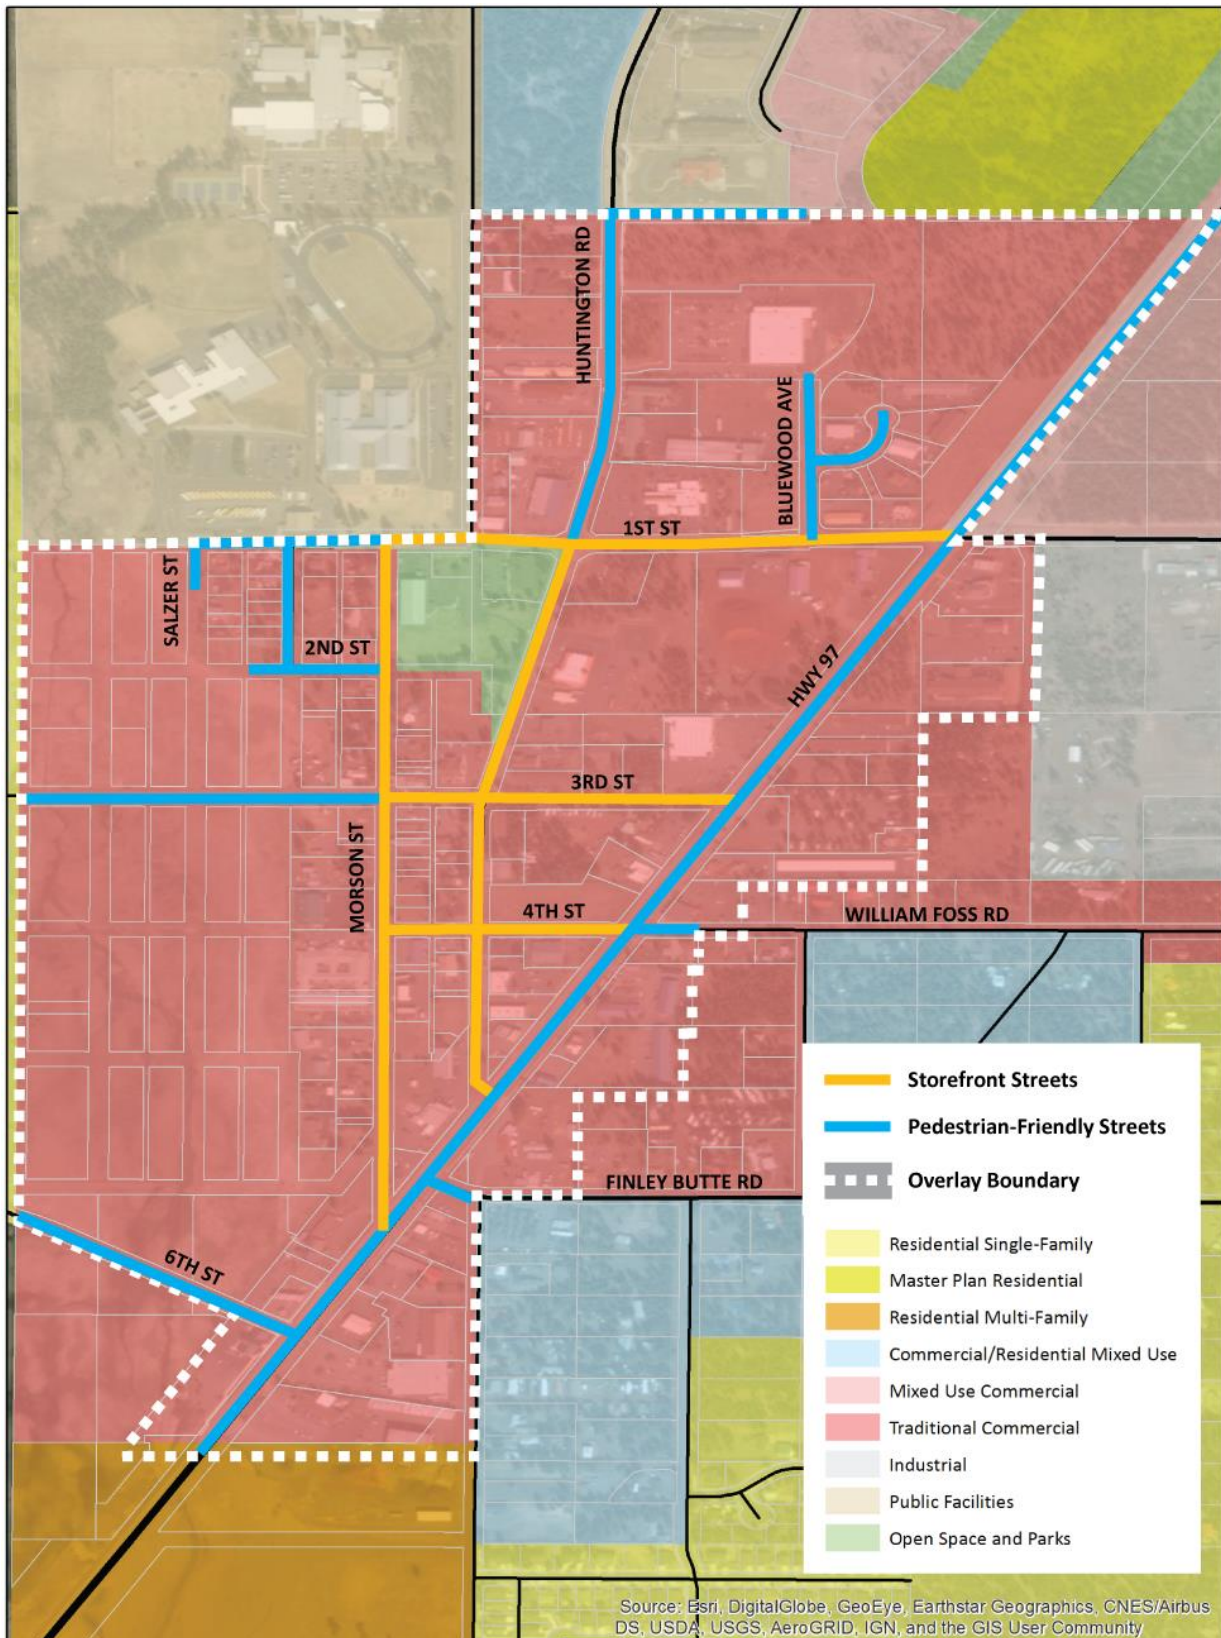 HUNTINGTON RD
BLUEWOOD AVE
1ST ST
SALZER ST
2ND ST
HWY 97
3RD ST
MORSON ST
4TH ST
WILLIAM FOSS RD
FINLEY BUTTE RD
6TH ST
Storefront Streets
Pedestrian-Friendly Streets
Overlay Boundary
Residential Single-Family
Master Plan Residential
Residential Multi-Family
Commercial/Residential Mixed Use
Mixed Use Commercial
Traditional Commercial
Industrial
Public Facilities
Open Space and Parks
Source: Esri, DigitalGlobe, GeoEye, Earthstar Geographics, CNES/Airbus
DS, USDA, USGS, AeroGRID, IGN, and the GIS User Community